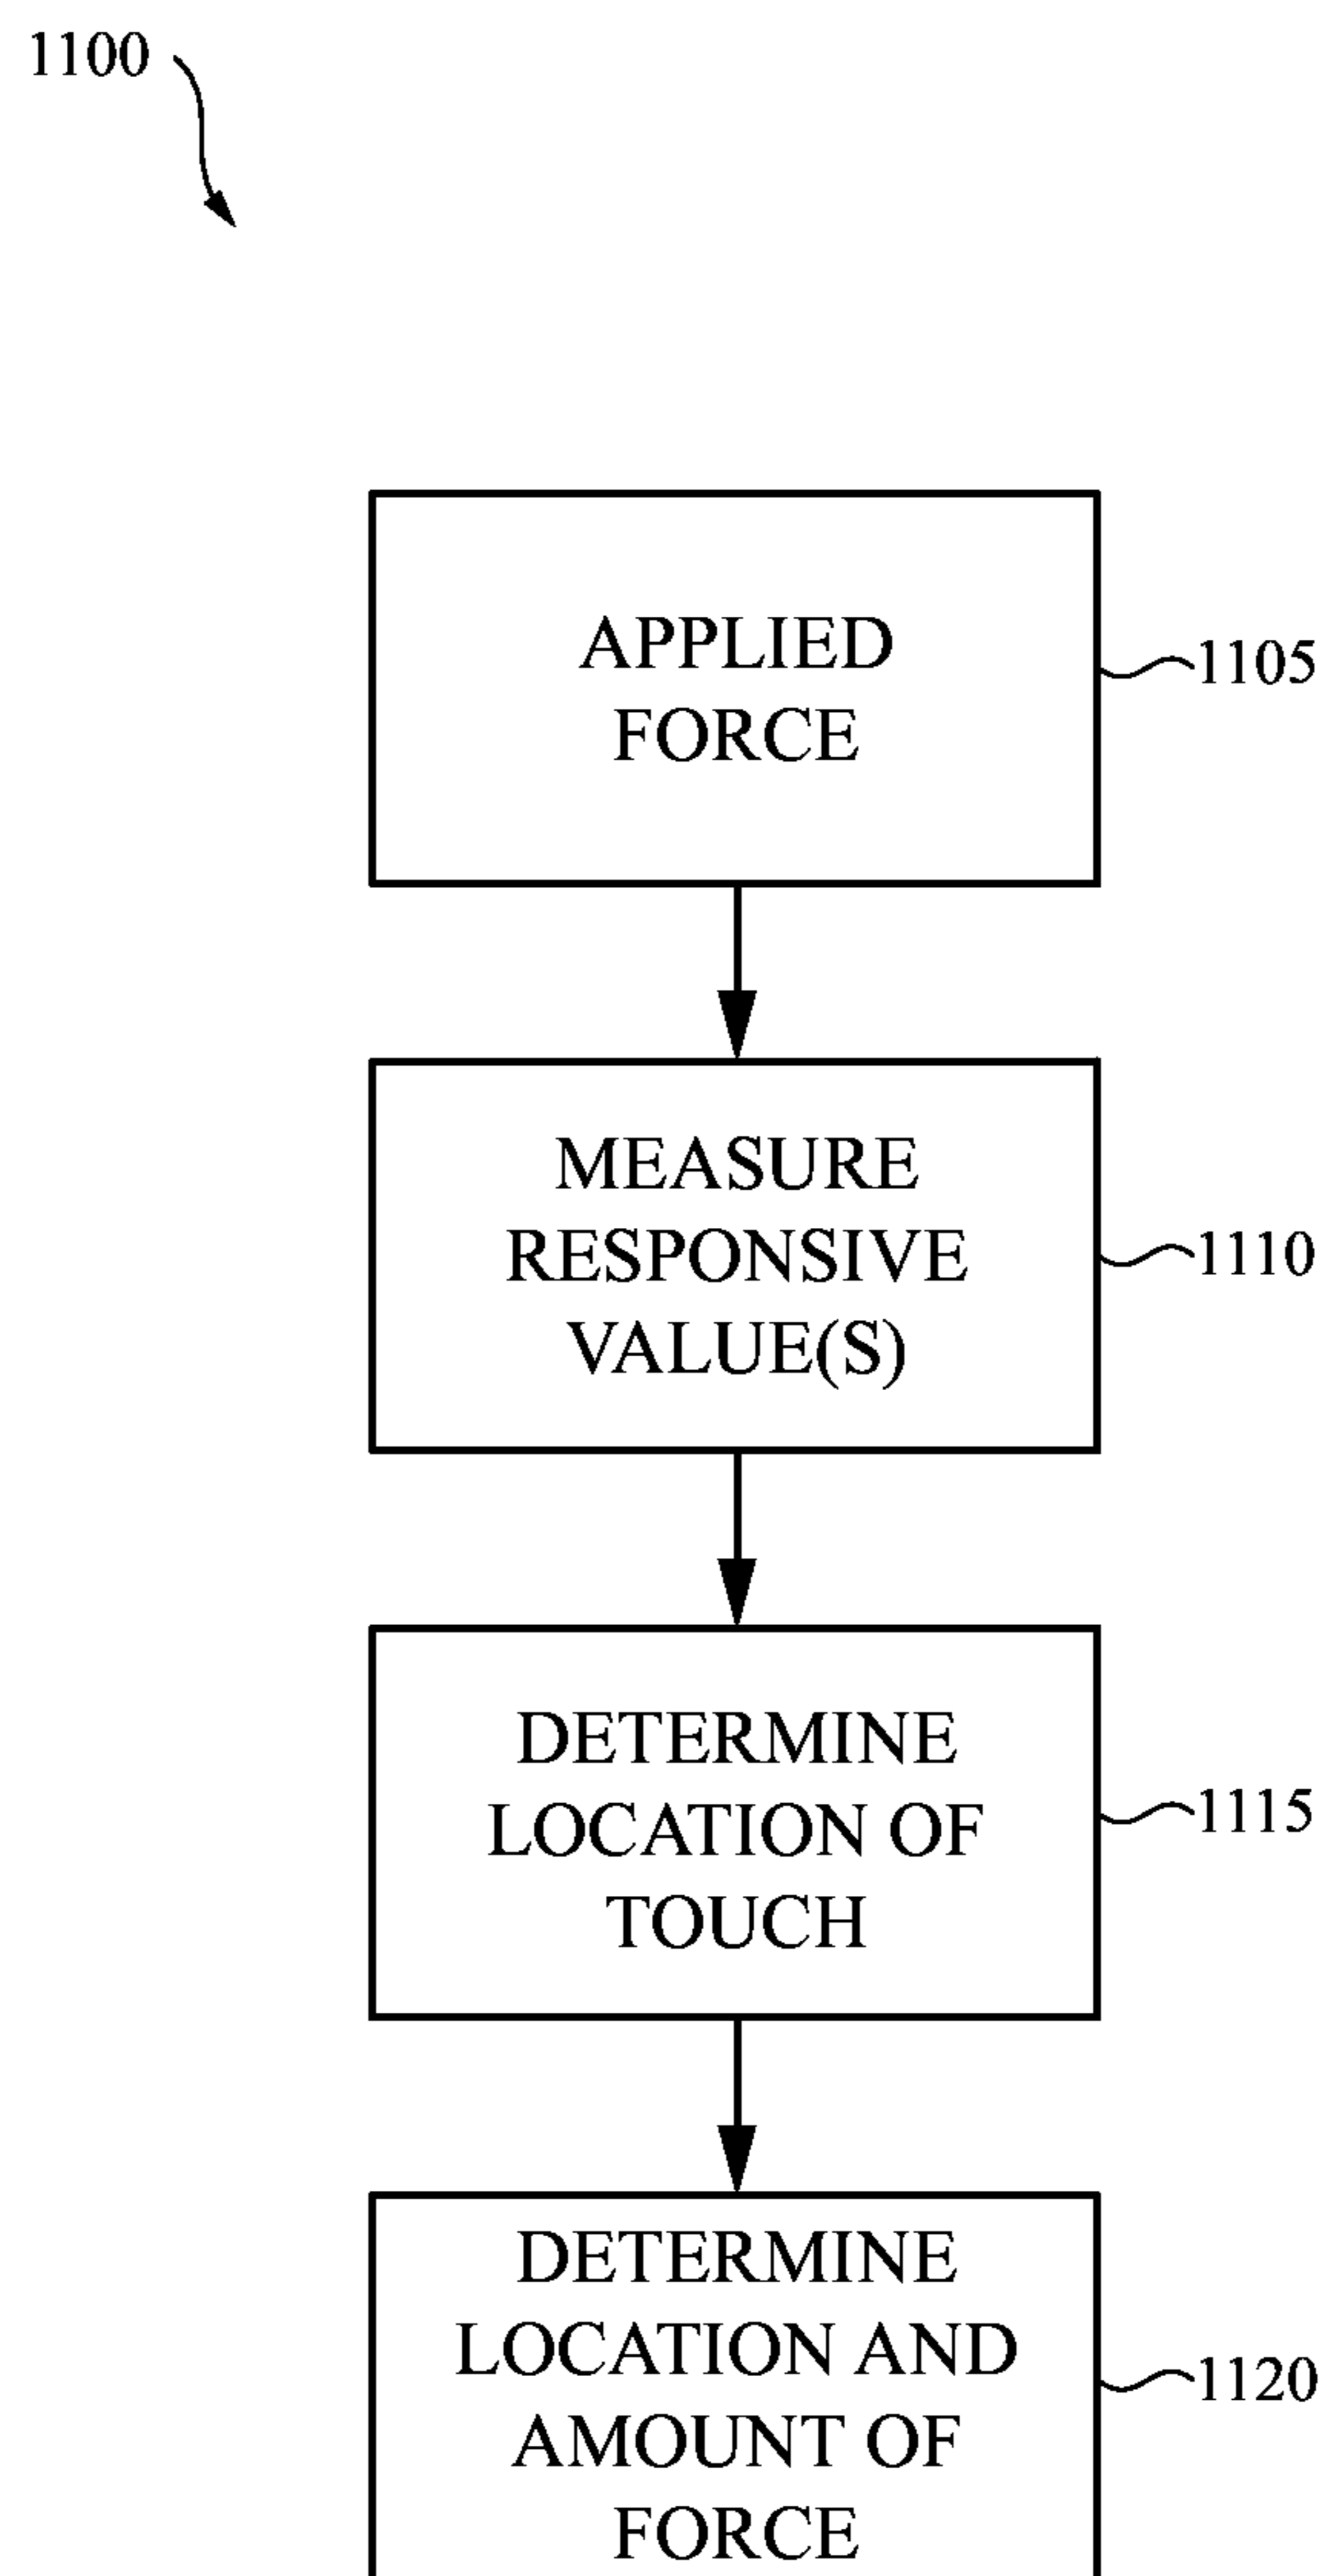 1100
APPLIED
FORCE
1105
MEASURE
RESPONSIVE
VALUE(S)
1110
DETERMINE
LOCATION OF
TOUCH
1115
DETERMINE
LOCATION AND
AMOUNT OF
FORCE
1120